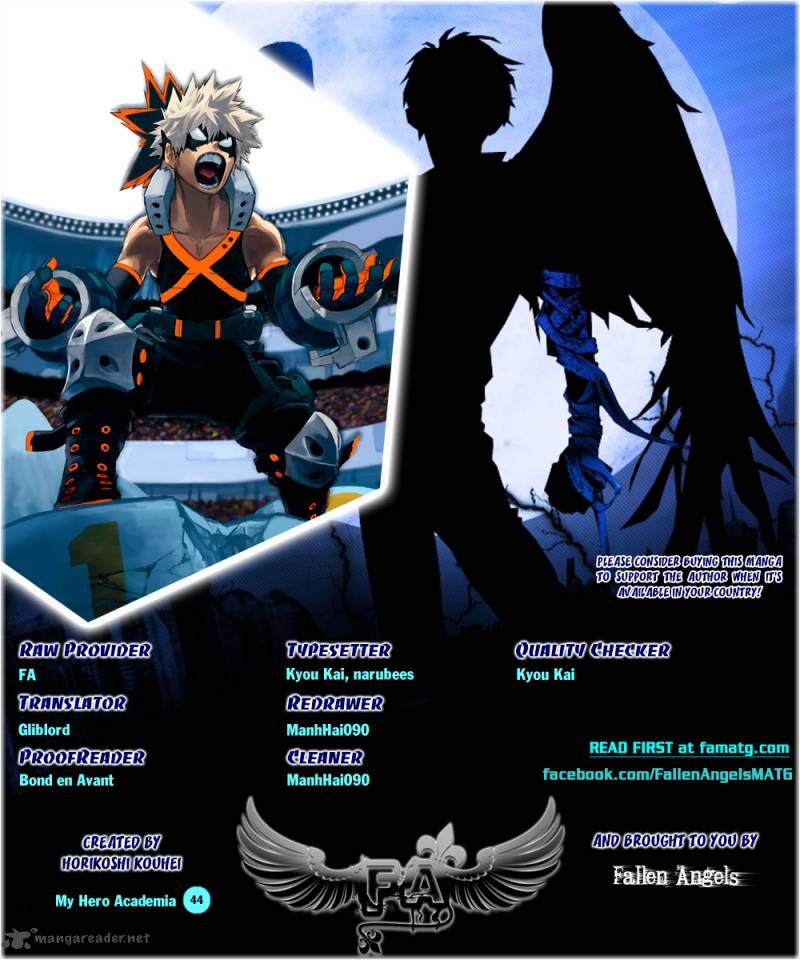 1
PLEASE CONSIDER BUYING THIS MANGA
TO SUPPORT THE AUTHOR WHEN IT'S
AVAILABLE IN YOUR COUNTRY!
RAW PROVIDER
FA
TRANSLATOR
Gliblord
PROOFREADER
Bond en Avant
TYPESETTER
Kyou Kai, narubees
REDRAWER
ManhHai090
CLEANER
ManhHai090
QUALITY CHECKER
Kyou Kai
READ FIRST at famatg.com
facebook.com/FallenAngelsMATG
CREATED BY
HORIKOSHI KOUHEI
My Hero Academia 44
FA
AND BROUGHT TO YOU BY
Fallen Angels
mangareader.net